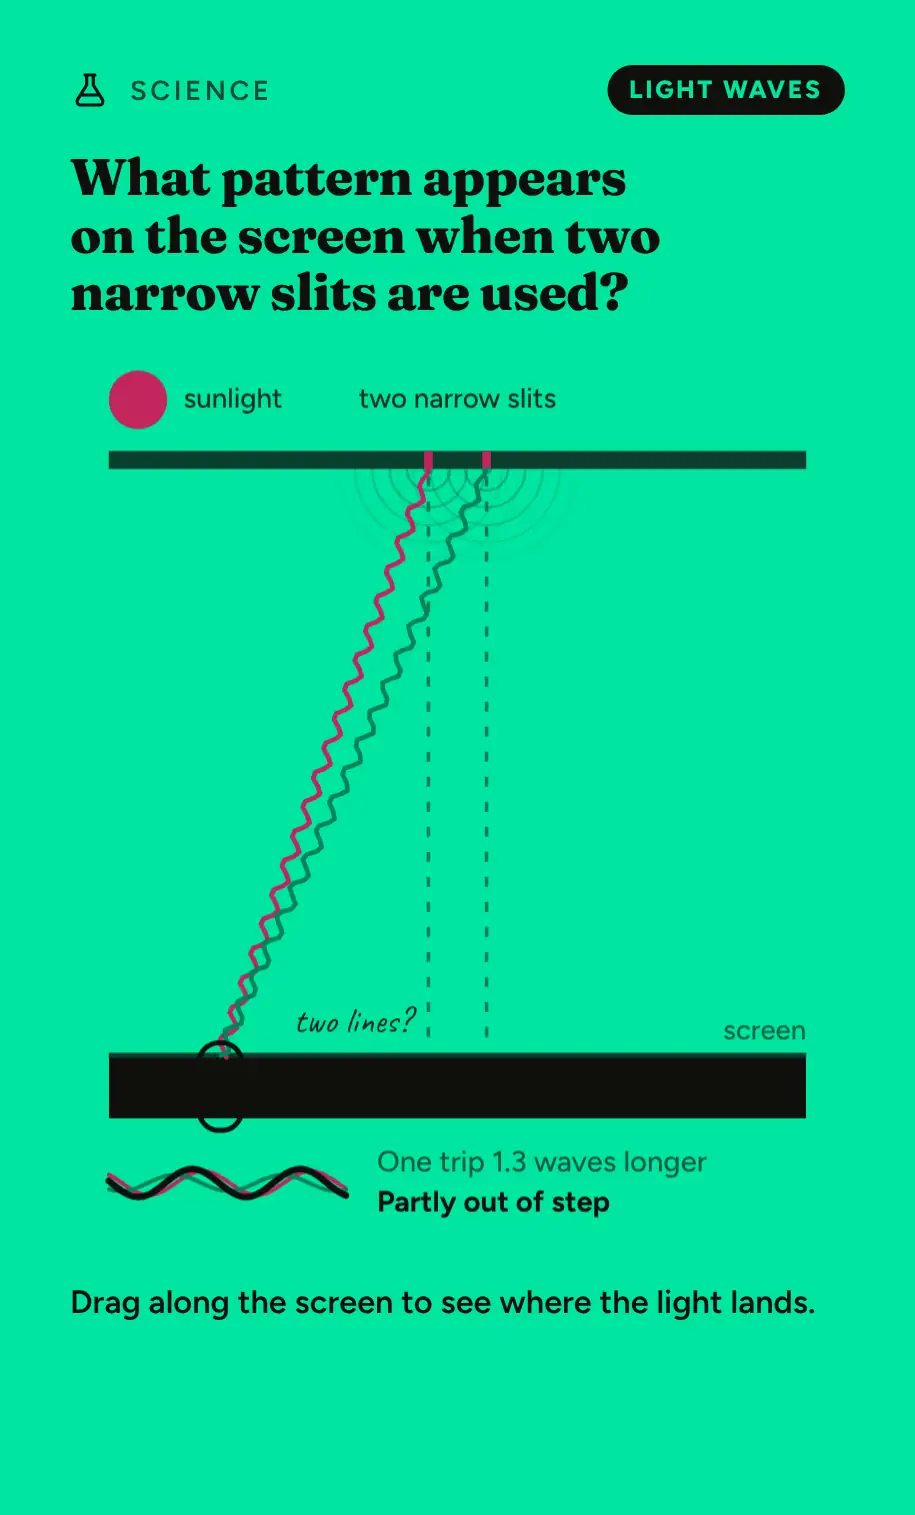 SCIENCE
LIGHT WAVES
What pattern appears
on the screen when two
narrow slits are used?
sunlight
two narrow slits
two lines?
screen
One trip 1.3 waves longer
Partly out of step
Drag along the screen to see where the light lands.